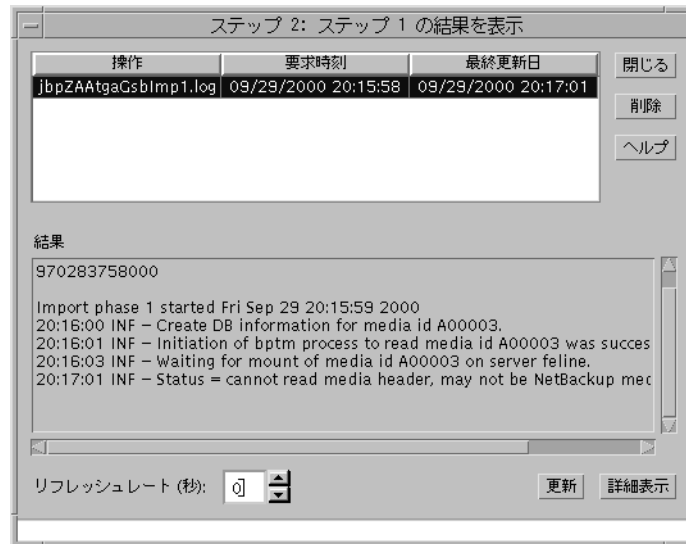 ステップ 2: ステップ 1 の結果を表示
操作 要求時刻 最終更新日
jbpZAAtgaGsbImp1.log 09/29/2000 20:15:58 09/29/2000 20:17:01
閉じる
削除
ヘルプ
結果
970283758000
Import phase 1 started Fri Sep 29 20:15:59 2000
20:16:00 INF – Create DB information for media id A00003.
20:16:01 INF – Initiation of bptm process to read media id A00003 was succes
20:16:03 INF – Waiting for mount of media id A00003 on server feline.
20:17:01 INF – Status = cannot read media header, may not be NetBackup mec
リフレッシュレート (秒): 0 更新 詳細表示